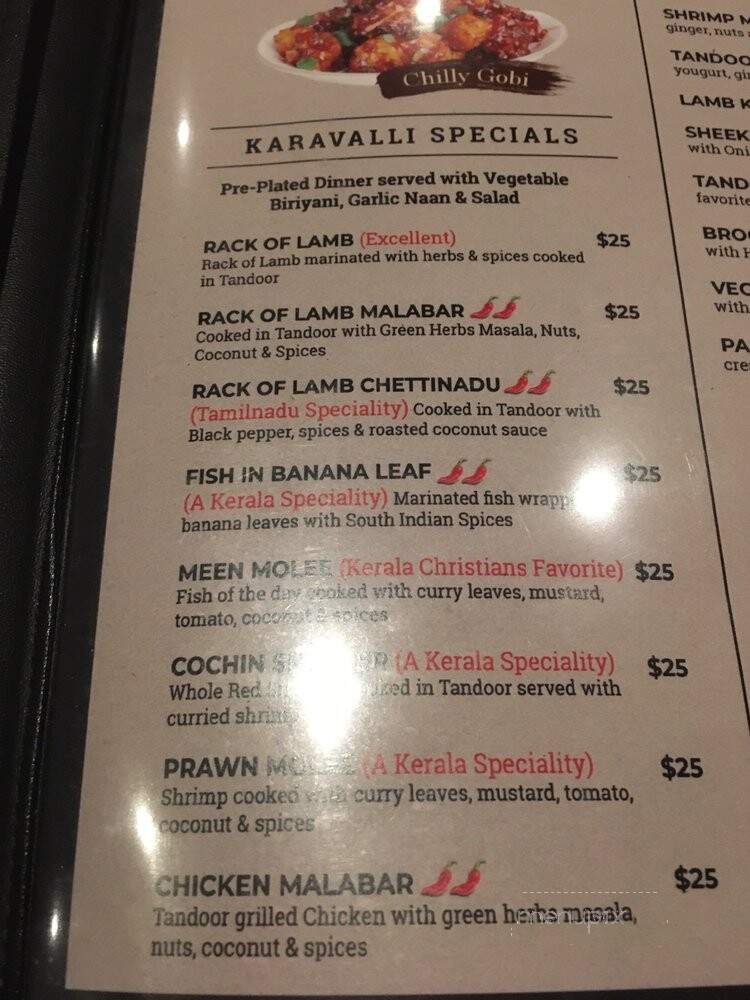 Chilly Gobi
KARAVALLI SPECIALS
Pre-Plated Dinner served with Vegetable
Biriyani, Garlic Naan & Salad
RACK OF LAMB (Excellent) $25
Rack of Lamb marinated with herbs & spices cooked
in Tandoor
RACK OF LAMB MALABAR $25
Cooked in Tandoor with Green Herbs Masala, Nuts,
Coconut & Spices
RACK OF LAMB CHETTINADU $25
(Tamilnadu Speciality) Cooked in Tandoor with
Black pepper, spices & roasted coconut sauce
FISH IN BANANA LEAF $25
(A Kerala Speciality) Marinated fish
banana leaves with South Indian Spices
MEEN MOLEE (Kerala Christians Favorite) $25
Fish of the day cooked with curry leaves, mustard,
tomato, coconut & spices
COCHIN (A Kerala Speciality) $25
Whole Red in Tandoor served with
curried
PRAWN (A Kerala Speciality) $25
Shrimp cooked with curry leaves, mustard, tomato,
coconut & spices
CHICKEN MALABAR $25
Tandoor grilled Chicken with green herbs masala,
nuts, coconut & spices
menupix
SHRIMP
ginger, nuts
yougurt,
LAMB
SHEEK
with
favorite
with
with